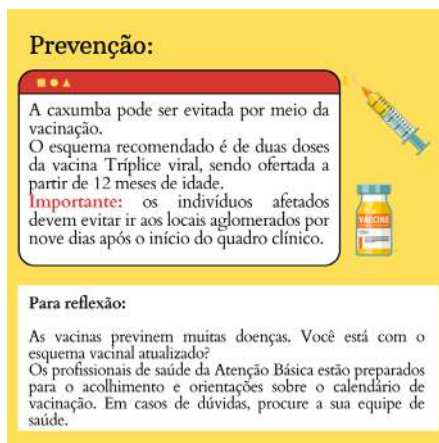 Prevenção:
A caxumba pode ser evitada por meio da
vacinação.
O esquema recomendado é de duas doses
da vacina Tríplice viral, sendo ofertada a
partir de 12 meses de idade.
Importante: os indivíduos afetados
devem evitar ir aos locais aglomerados por
nove dias após o início do quadro clínico.
VACCINE
Para reflexão:
As vacinas previnem muitas doenças. Você está com o
esquema vacinal atualizado?
Os profissionais de saúde da Atenção Básica estão preparados
para o acolhimento e orientações sobre o calendário de
vacinação. Em casos de dúvidas, procure a sua equipe de
saúde.